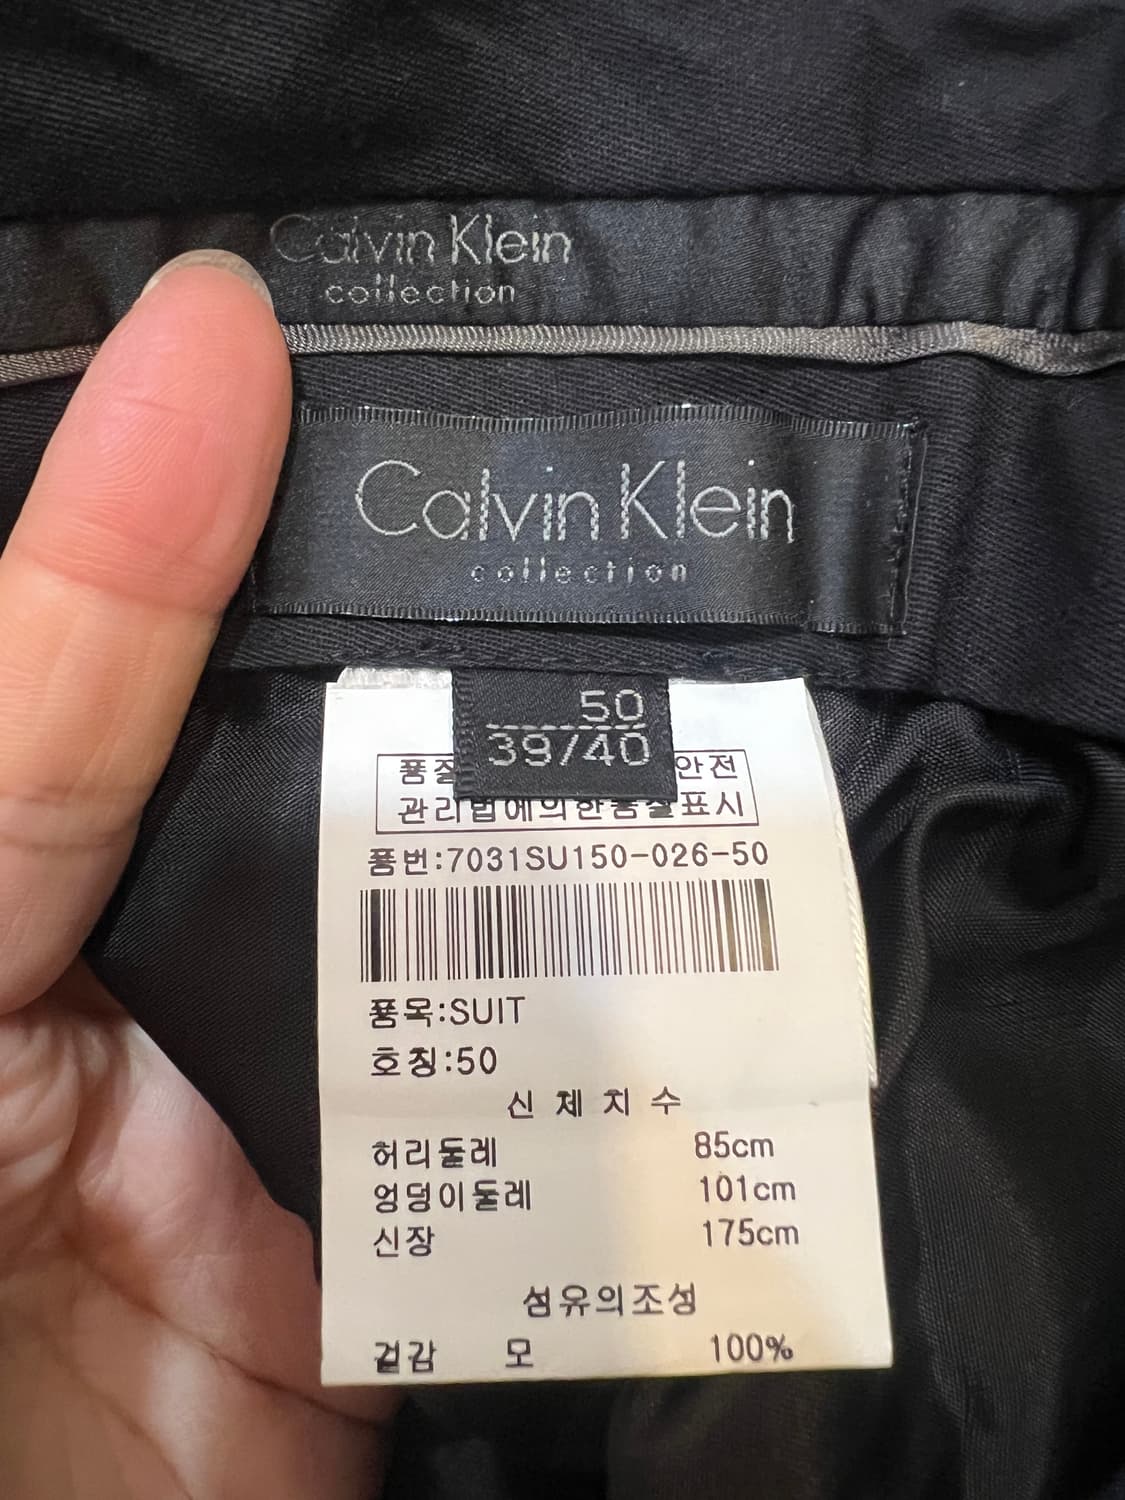 Calvin Klein
collection
Calvin Klein
collection
50
39/40
안전
관리법에의한품질표시
품번:7031SU150-026-50
품목:SUIT
호칭:50
신 체 치 수
허리둘레 85cm
엉덩이둘레 101cm
신장 175cm
섬유의조성
겉감 모 100%